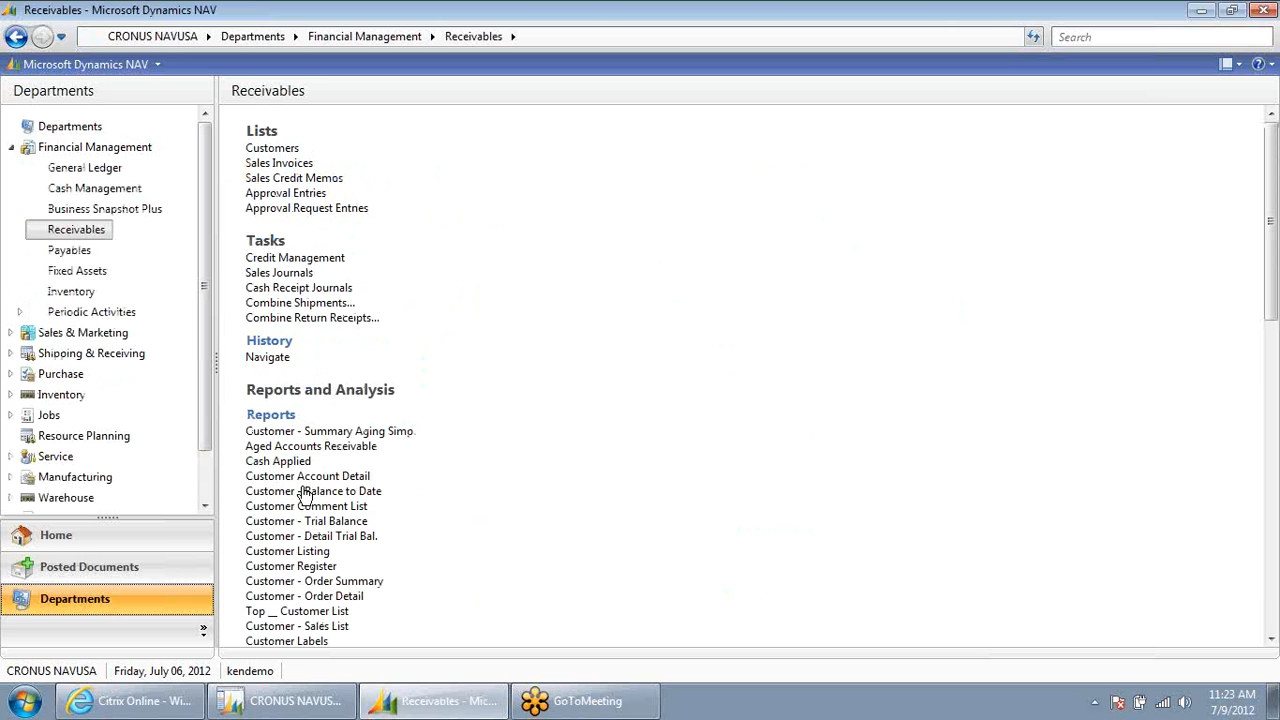 Receivables - Microsoft Dynamics NAV
CRONUS NAVUSA Departments Financial Management Receivables
Search
Microsoft Dynamics NAV
Departments
Departments
Financial Management
General Ledger
Cash Management
Business Snapshot Plus
Receivables
Payables
Fixed Assets
Inventory
Periodic Activities
Sales & Marketing
Shipping & Receiving
Purchase
Inventory
Jobs
Resource Planning
Service
Manufacturing
Warehouse
Home
Posted Documents
Departments
Receivables
Lists
Customers
Sales Invoices
Sales Credit Memos
Approval Entries
Approval Request Entries
Tasks
Credit Management
Sales Journals
Cash Receipt Journals
Combine Shipments...
Combine Return Receipts...
History
Navigate
Reports and Analysis
Reports
Customer - Summary Aging Simp.
Aged Accounts Receivable
Cash Applied
Customer Account Detail
Customer - Balance to Date
Customer Comment List
Customer - Trial Balance
Customer - Detail Trial Bal.
Customer Listing
Customer Register
Customer - Order Summary
Customer - Order Detail
Top __ Customer List
Customer - Sales List
Customer Labels
CRONUS NAVUSA Friday, July 06, 2012 kendemo
Citrix Online - Wi... CRONUS NAVUS... Receivables - Mic... GoToMeeting
11:23 AM
7/9/2012